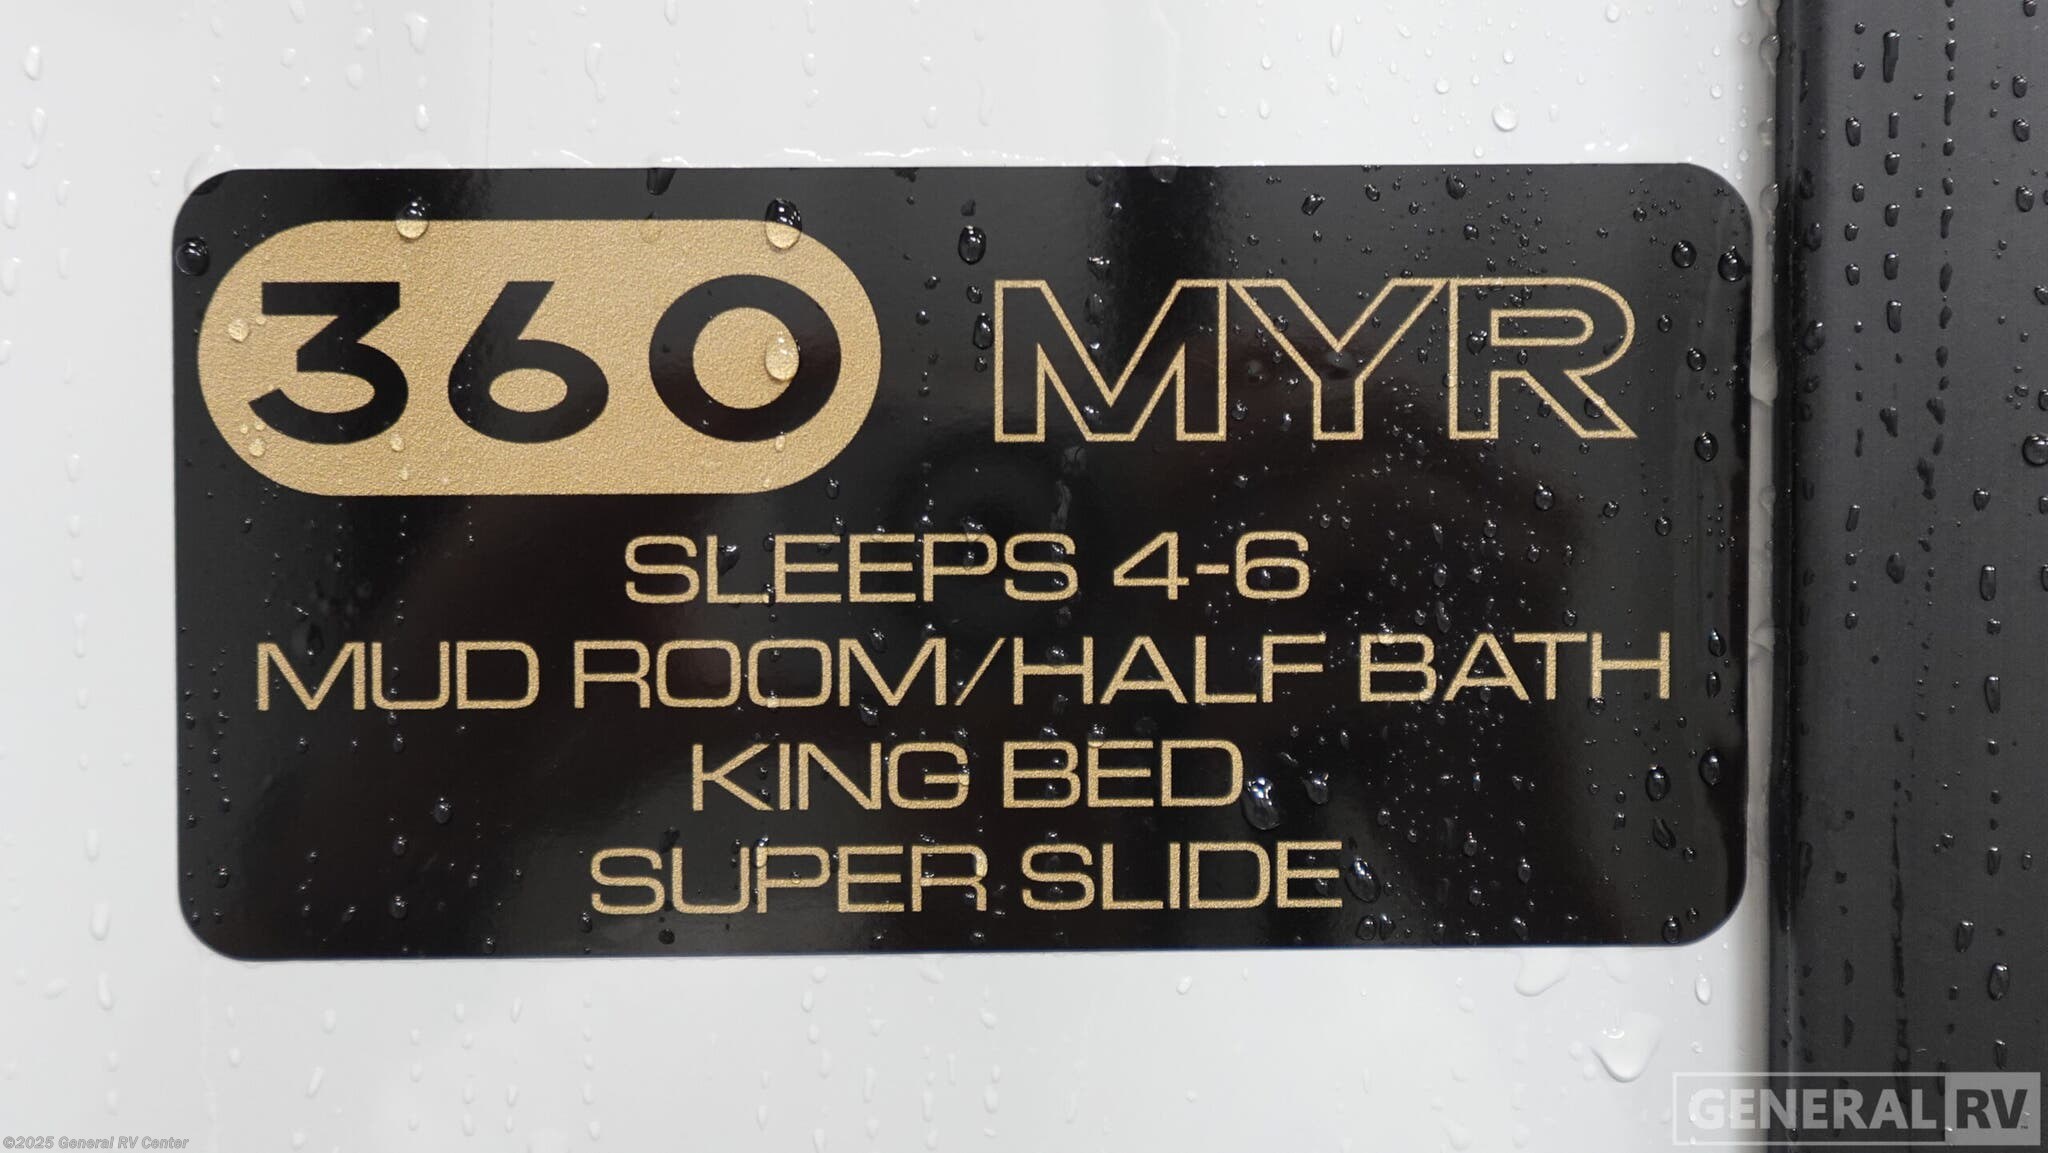 360 MYR
SLEEPS 4-6
MUD ROOM/HALF BATH
KING BED
SUPER SLIDE
GENERAL RV
©2025 General RV Center